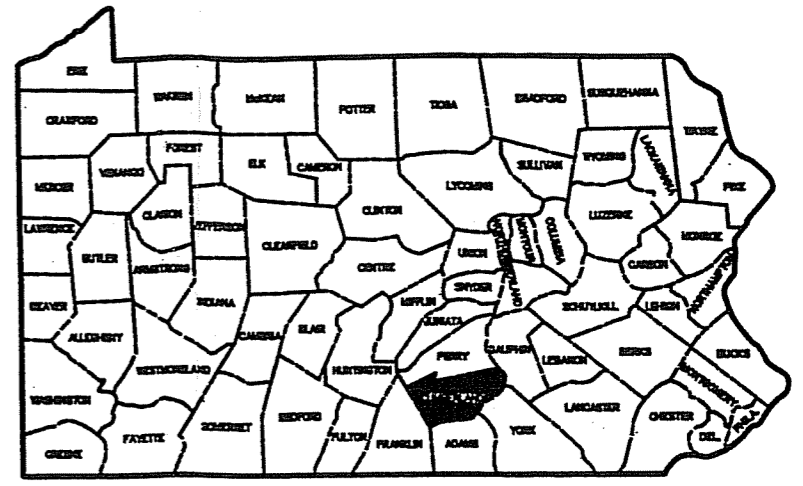 ERIE
CRAWFORD
WARREN
McKEAN
POTTER
TIOGA
BRADFORD
SUSQUEHANNA
WAYNE
FOREST
ELK
CAMERON
SULLIVAN
WYOMING
LACKAWANNA
PIKE
MERCER
VENANGO
CLARION
JEFFERSON
CLEARFIELD
CLINTON
LYCOMING
COLUMBIA
MONTOUR
NORTHUMBERLAND
LUZERNE
MONROE
LAWRENCE
BUTLER
ARMSTRONG
INDIANA
CENTRE
UNION
SNYDER
CARBON
NORTHAMPTON
BEAVER
ALLEGHENY
CAMBRIA
BLAIR
MIFFLIN
JUNIATA
SCHUYKILL
LEHIGH
WESTMORELAND
HUNTINGTON
PERRY
DAUPHIN
LEBANON
BERKS
BUCKS
MONTGOMERY
WASHINGTON
SOMERSET
BEDFORD
FULTON
FRANKLIN
ADAMS
YORK
LANCASTER
CHESTER
DEL.
PHILA
GREENE
FAYETTE